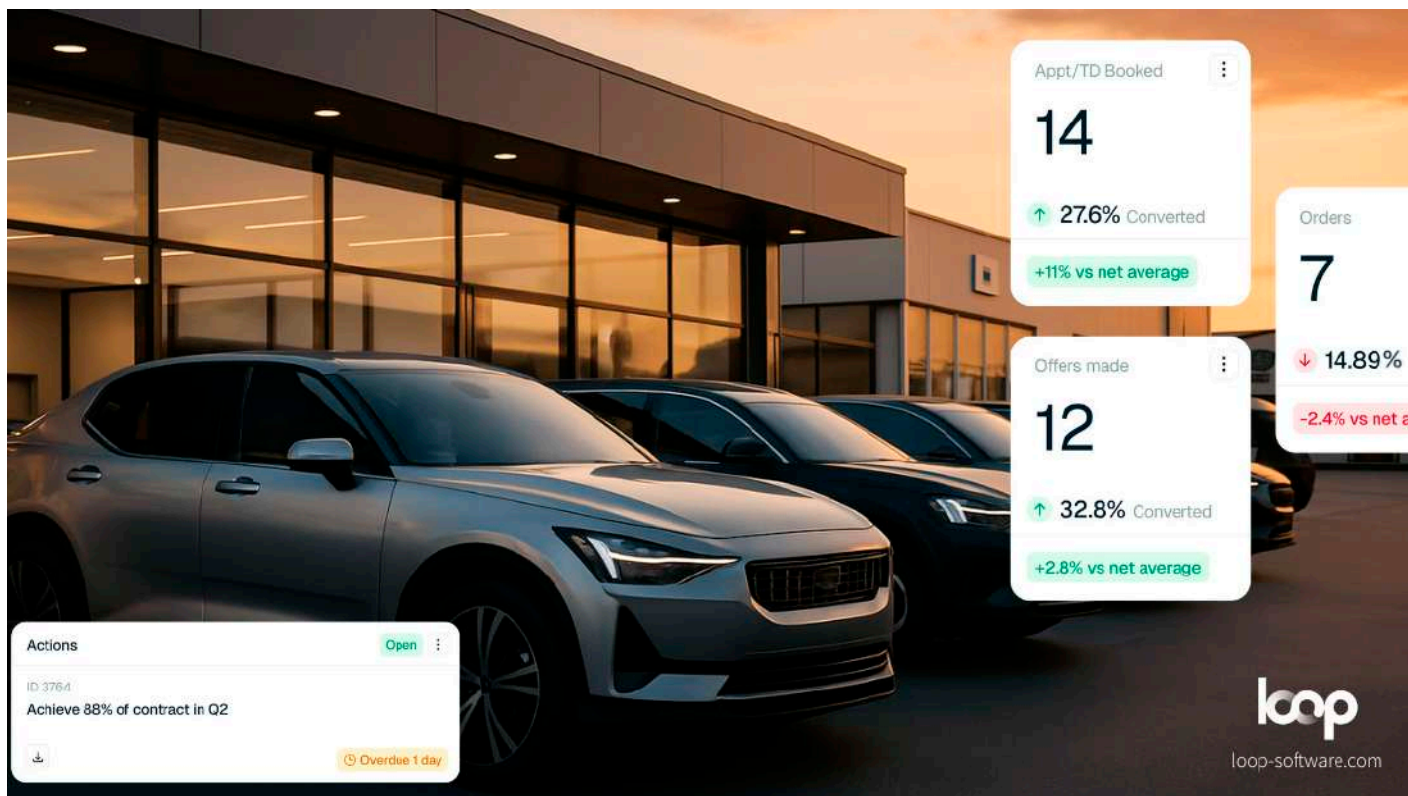 Appt/TD Booked
14
27.6% Converted
+11% vs net average
Orders
7
14.89%
-2.4% vs net a
Offers made
12
32.8% Converted
+2.8% vs net average
Actions
Open
ID 3764
Achieve 88% of contract in Q2
Overdue 1 day
loop
loop-software.com